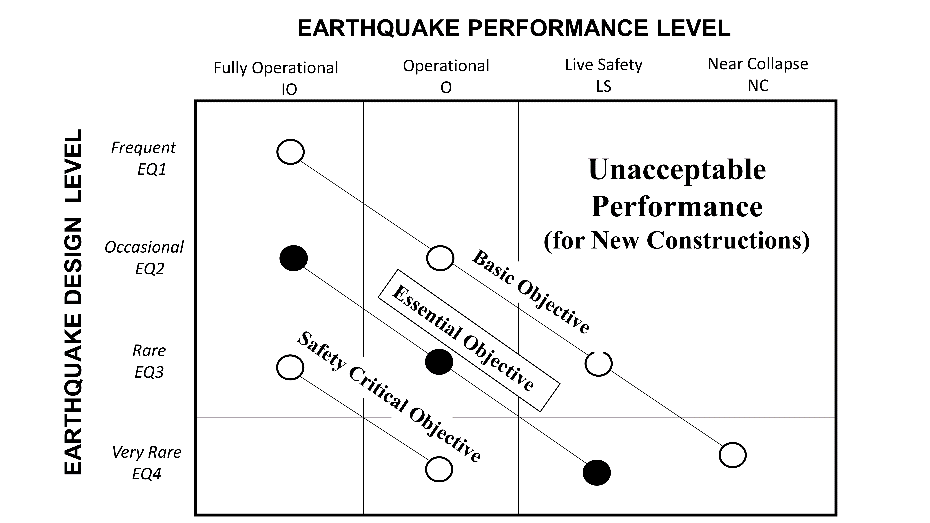 EARTHQUAKE PERFORMANCE LEVEL
Fully Operational
IO
Operational
O
Live Safety
LS
Near Collapse
NC
EARTHQUAKE DESIGN LEVEL
Frequent
EQ1
Occasional
EQ2
Rare
EQ3
Very Rare
EQ4
Unacceptable
Performance
(for New Constructions)
Basic Objective
Essential Objective
Safety Critical Objective